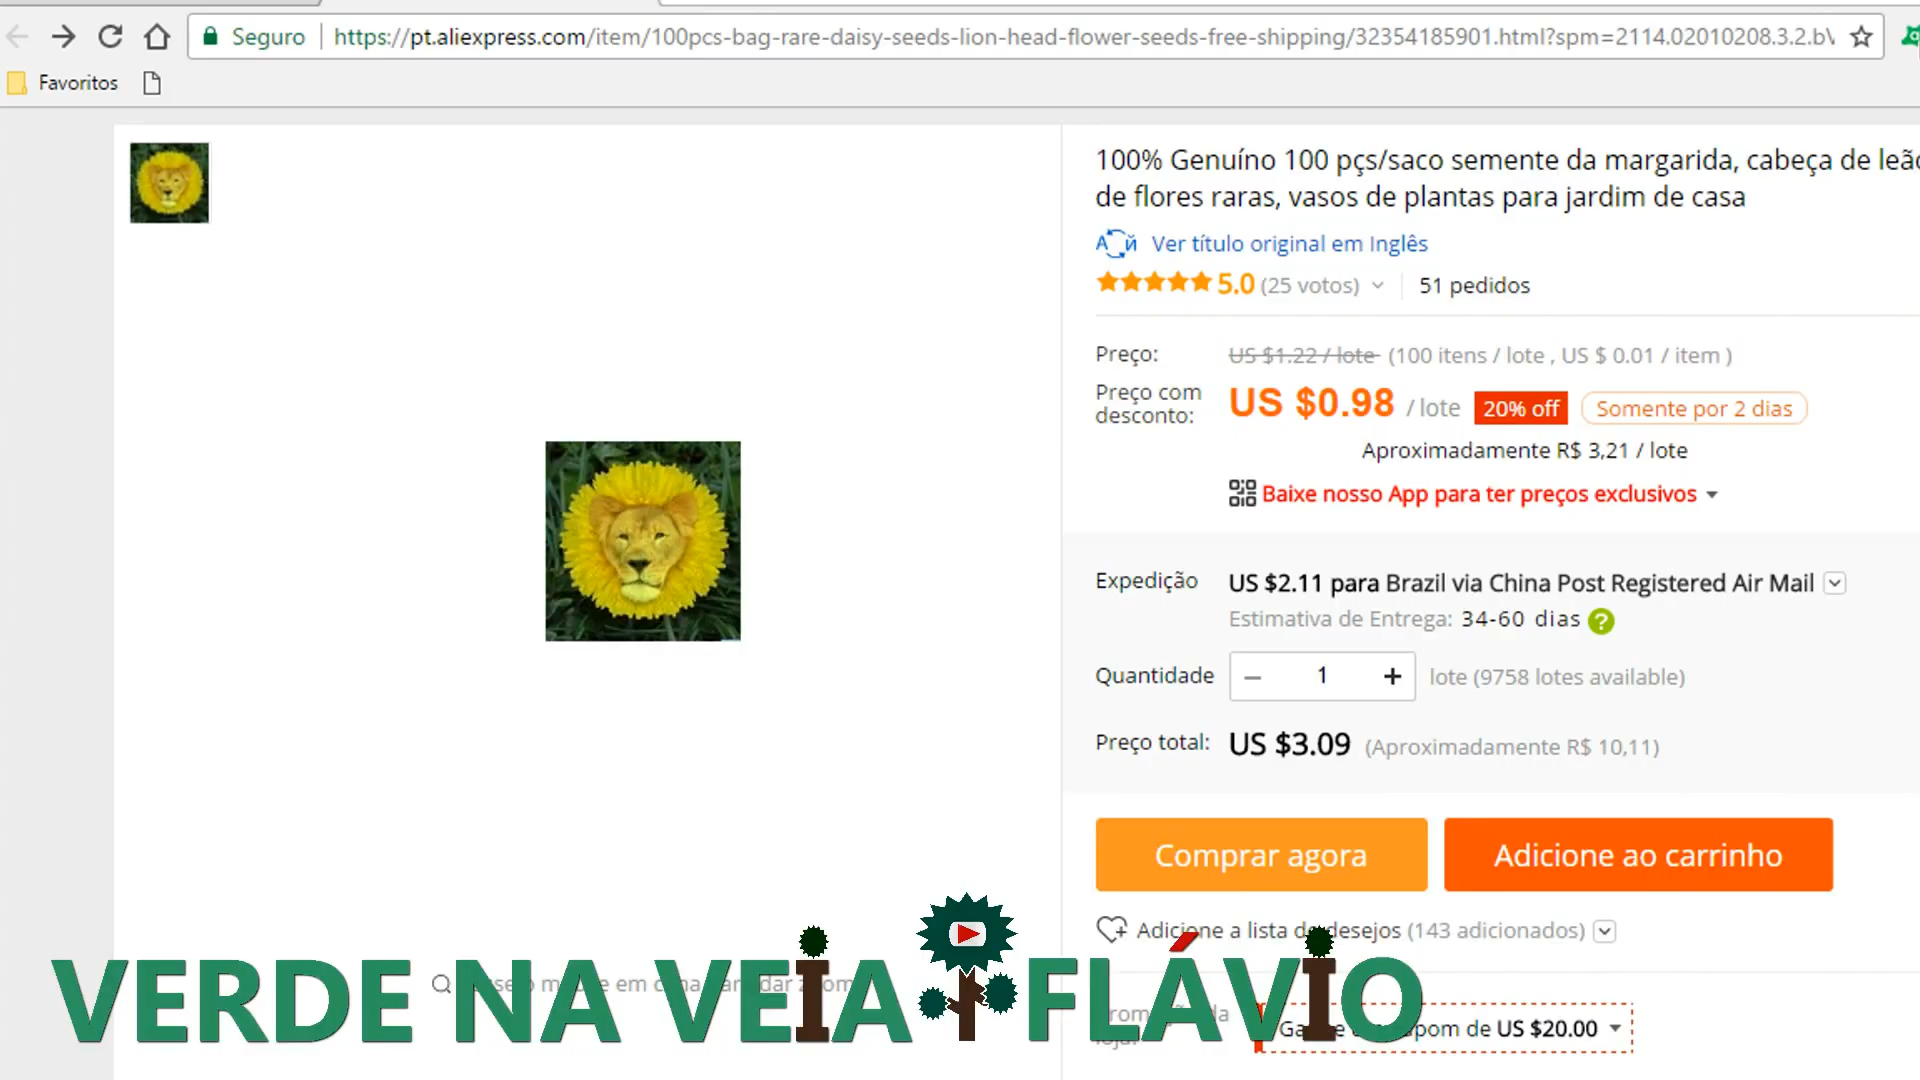 Seguro https://pt.aliexpress.com/item/100pcs-bag-rare-daisy-seeds-lion-head-flower-seeds-free-shipping/32354185901.html?spm=2114.02010208.3.2.bV
Favoritos
100% Genuíno 100 pçs/saco semente da margarida, cabeça de leão
de flores raras, vasos de plantas para jardim de casa
Ver título original em Inglês
5.0 (25 votos) 51 pedidos
Preço: US $1.22 / lote (100 itens / lote , US $ 0.01 / item )
Preço com
desconto: US $0.98 / lote 20% off Somente por 2 dias
Aproximadamente R$ 3,21 / lote
Baixe nosso App para ter preços exclusivos
Expedição US $2.11 para Brazil via China Post Registered Air Mail
Estimativa de Entrega: 34-60 dias ?
Quantidade − 1 + lote (9758 lotes available)
Preço total: US $3.09 (Aproximadamente R$ 10,11)
Comprar agora Adicione ao carrinho
Adicione a lista de desejos (143 adicionados)
VERDE NA VEIA FLÁVIO
pom de US $20.00